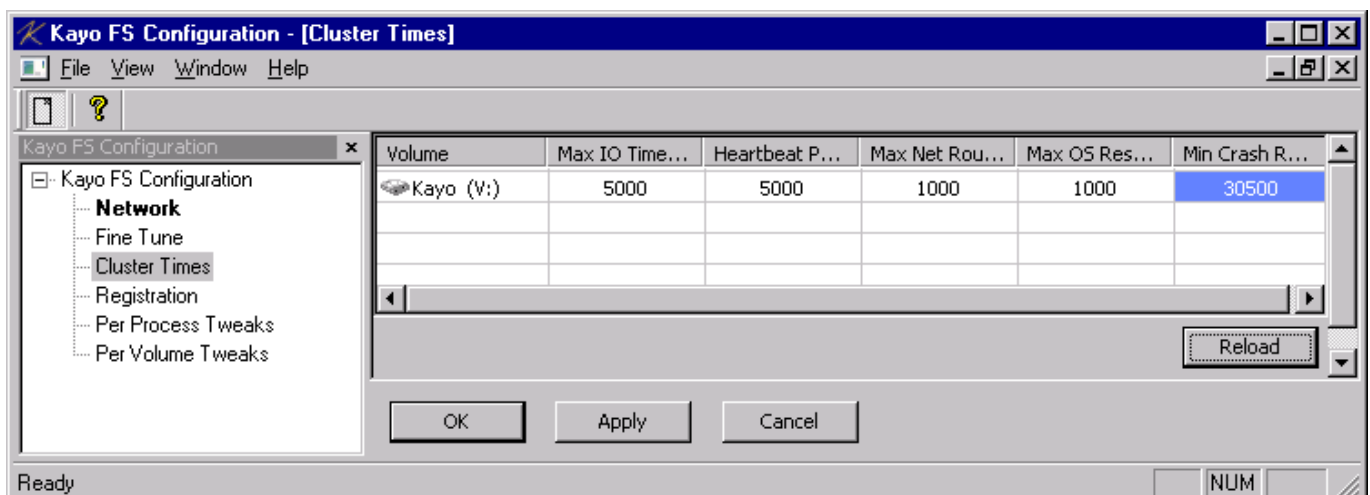 Kayo FS Configuration - [Cluster Times]
File View Window Help
Kayo FS Configuration
Kayo FS Configuration
Network
Fine Tune
Cluster Times
Registration
Per Process Tweaks
Per Volume Tweaks
Volume Max IO Time... Heartbeat P... Max Net Rou... Max OS Res... Min Crash R...
Kayo (V:) 5000 5000 1000 1000 30500
Reload
OK Apply Cancel
Ready NUM